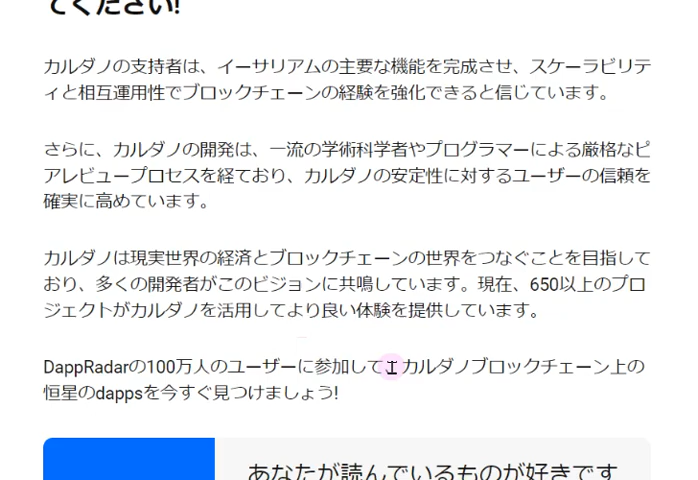 てください!
カルダノの支持者は、イーサリアムの主要な機能を完成させ、スケーラビリテ
ィと相互運用性でブロックチェーンの経験を強化できると信じています。
さらに、カルダノの開発は、一流の学術科学者やプログラマーによる厳格なピ
アレビュープロセスを経ており、カルダノの安定性に対するユーザーの信頼を
確実に高めています。
カルダノは現実世界の経済とブロックチェーンの世界をつなぐことを目指して
おり、多くの開発者がこのビジョンに共鳴しています。現在、650以上のプロ
ジェクトがカルダノを活用してより良い体験を提供しています。
DappRadarの100万人のユーザーに参加して カルダノブロックチェーン上の
恒星のdappsを今すぐ見つけましょう!
あなたが読んでいるものが好きです